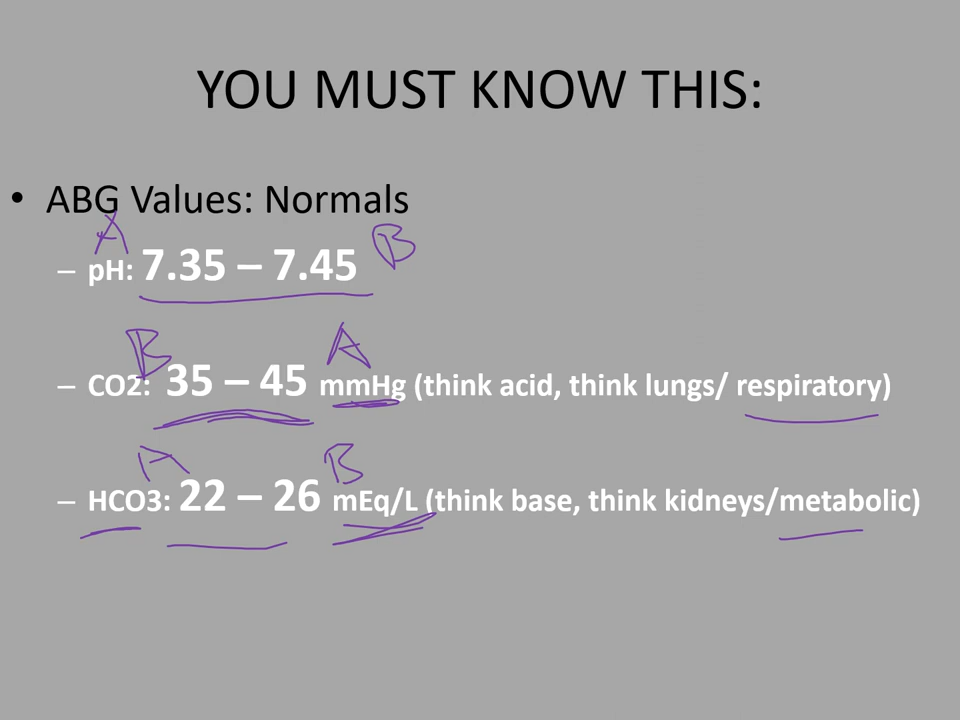 YOU MUST KNOW THIS:
• ABG Values: Normals
A B
– pH: 7.35 – 7.45
B A
– CO2: 35 – 45 mmHg (think acid, think lungs/ respiratory)
A B
– HCO3: 22 – 26 mEq/L (think base, think kidneys/metabolic)